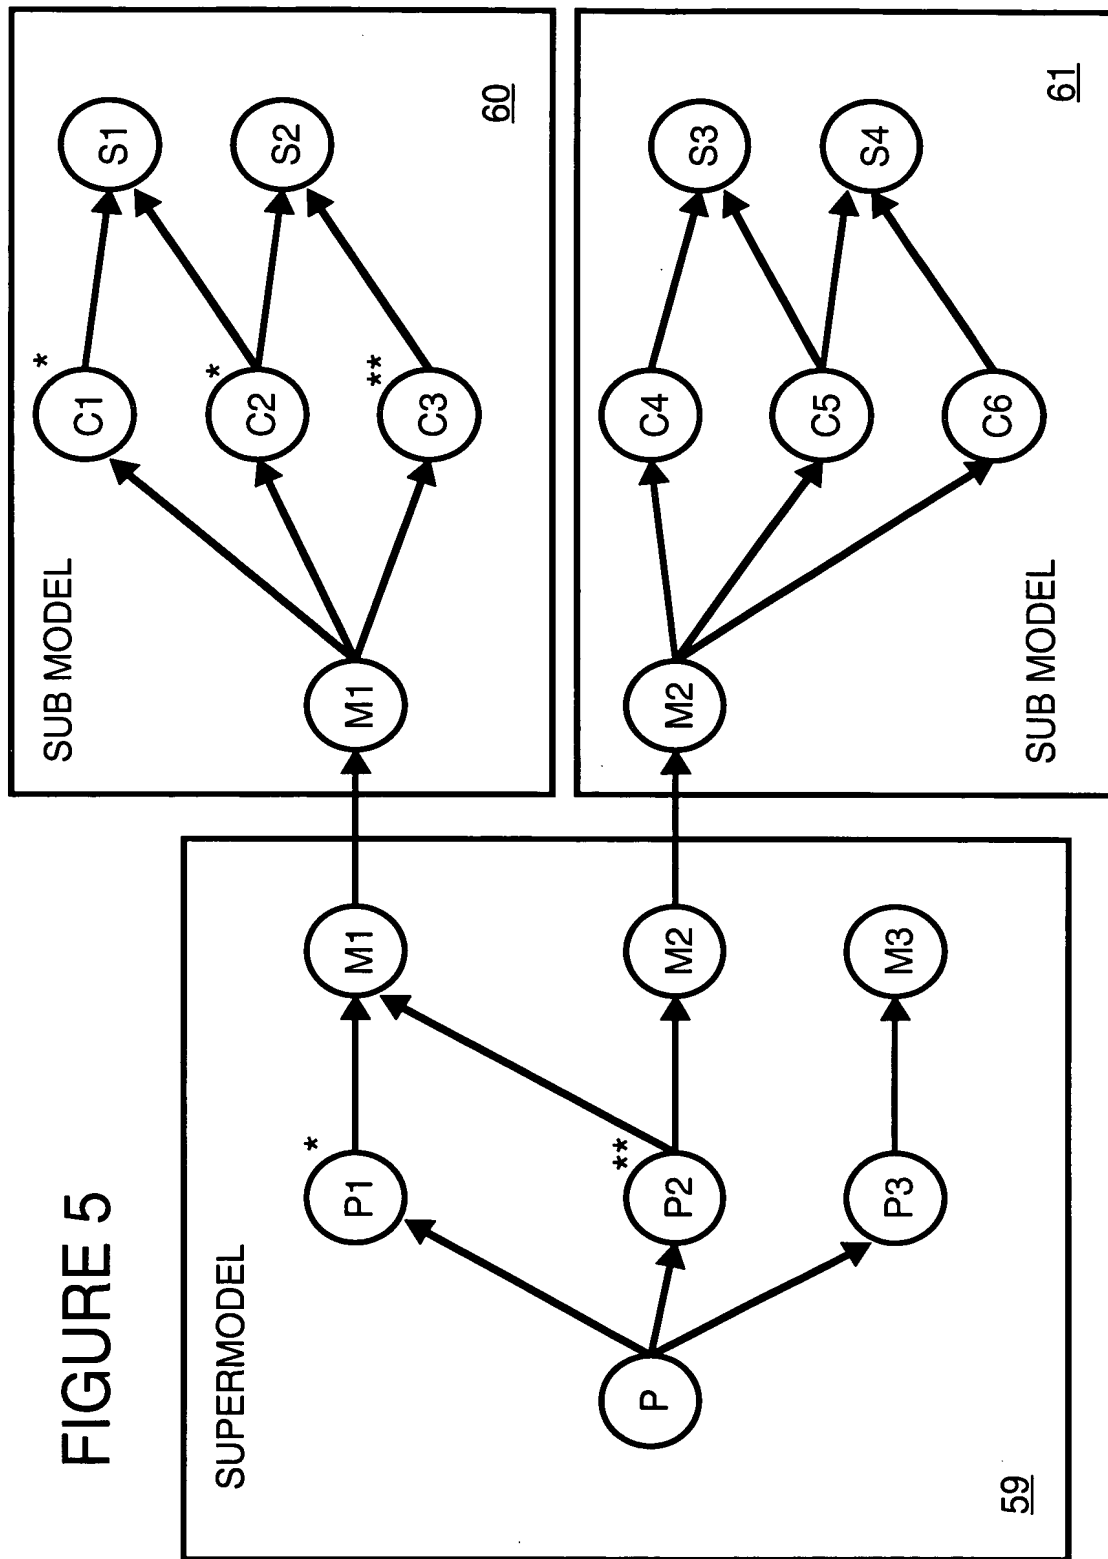 FIGURE 5
SUPERMODEL
P
*
P1
**
P2
P3
M1
M2
M3
59
SUB MODEL
M1
*
C1
*
C2
**
C3
S1
S2
60
M2
C4
C5
C6
S3
S4
SUB MODEL
61